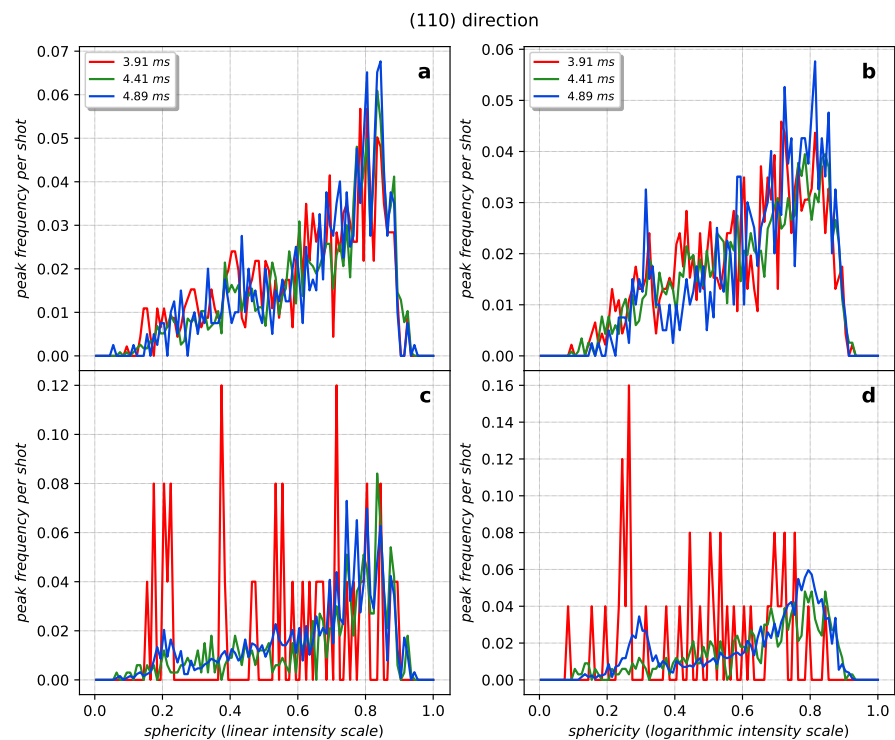 (110) direction
a
3.91 ms
4.41 ms
4.89 ms
peak frequency per shot
0.07
0.06
0.05
0.04
0.03
0.02
0.01
0.00
b
3.91 ms
4.41 ms
4.89 ms
peak frequency per shot
0.06
0.05
0.04
0.03
0.02
0.01
0.00
c
peak frequency per shot
0.12
0.10
0.08
0.06
0.04
0.02
0.00
0.0 0.2 0.4 0.6 0.8 1.0
sphericity (linear intensity scale)
d
peak frequency per shot
0.16
0.14
0.12
0.10
0.08
0.06
0.04
0.02
0.00
0.0 0.2 0.4 0.6 0.8 1.0
sphericity (logarithmic intensity scale)